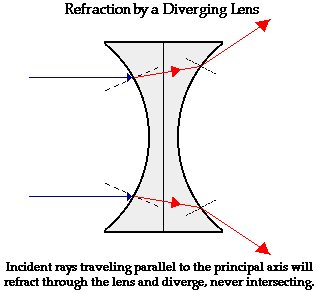 Refraction by a Diverging Lens
Incident rays traveling parallel to the principal axis will
refract through the lens and diverge, never intersecting.